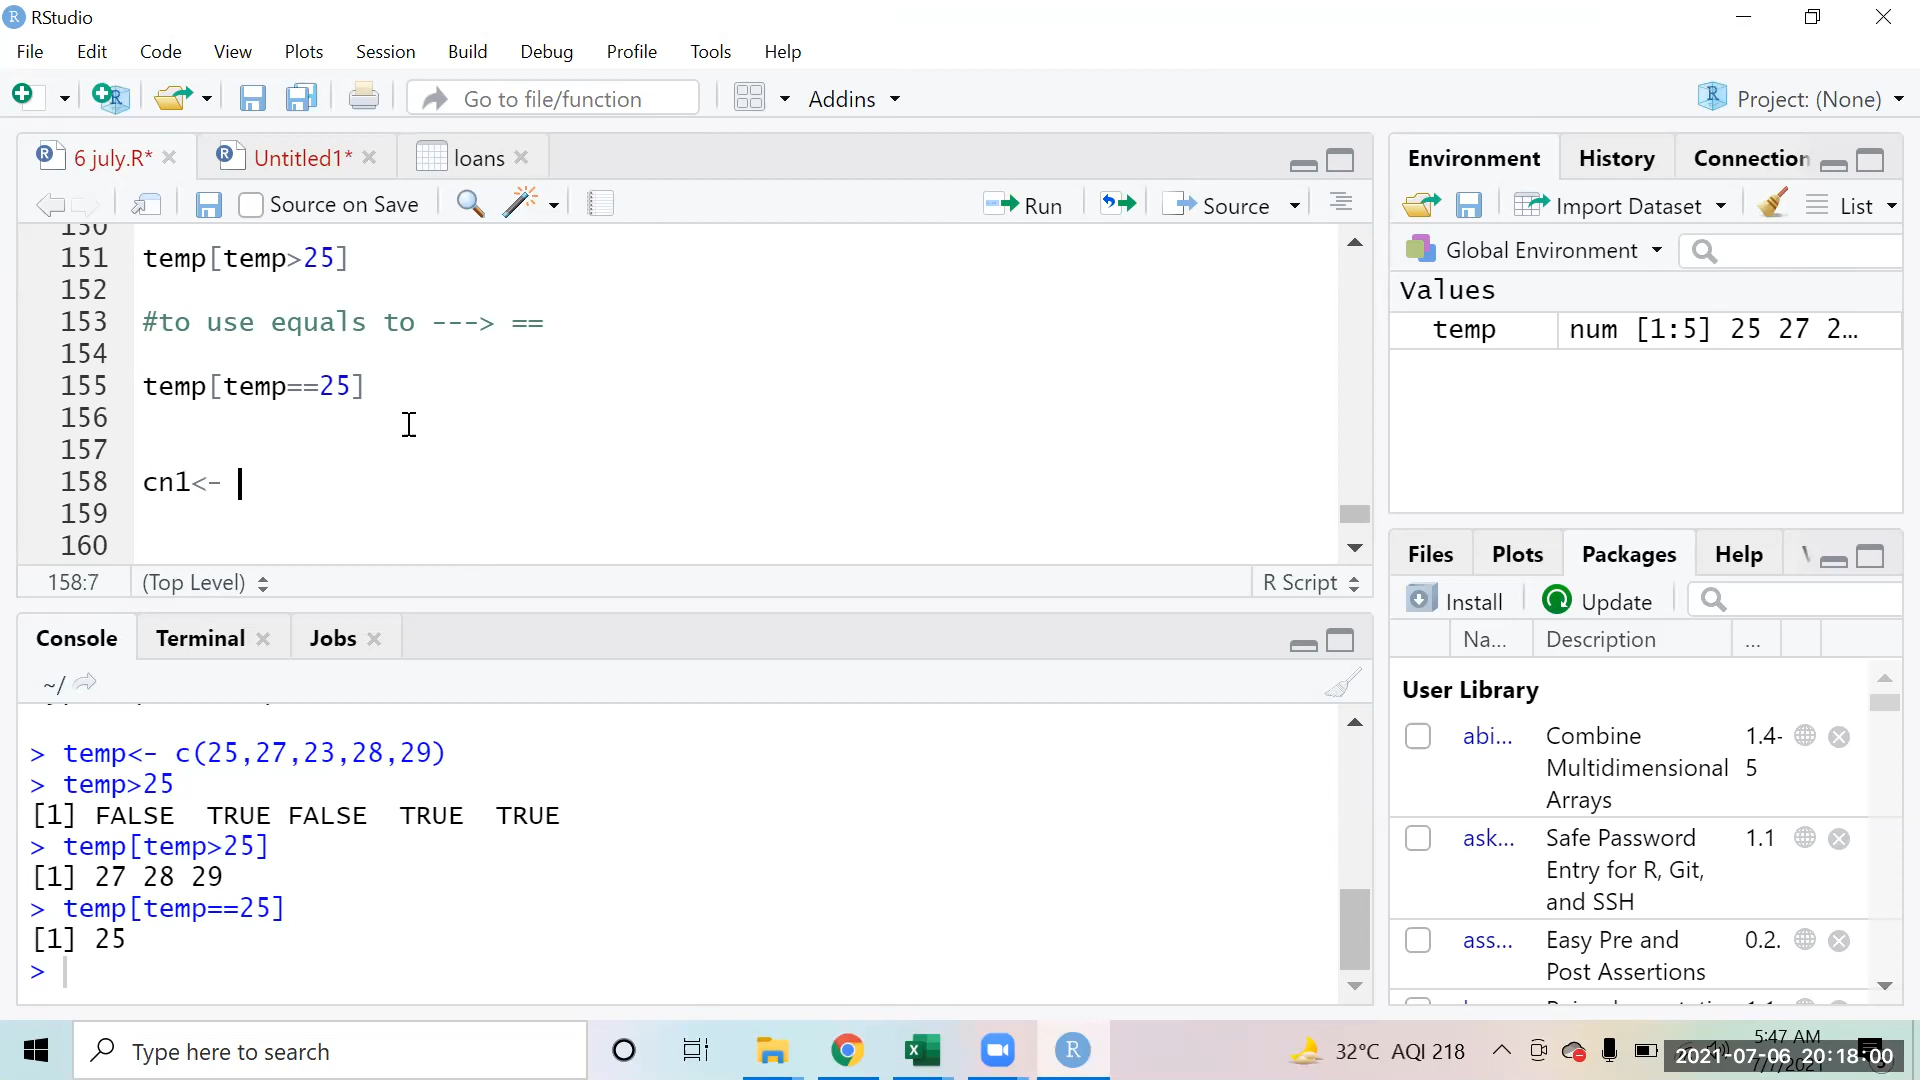 RStudio
File Edit Code View Plots Session Build Debug Profile Tools Help
Go to file/function Addins Project: (None)
6 july.R* Untitled1* loans
Source on Save Run Source
150
151 temp[temp>25]
152
153 #to use equals to ---> ==
154
155 temp[temp==25]
156
157
158 cn1<-
159
160
158:7 (Top Level) R Script
Console Terminal Jobs
~/
> temp<- c(25,27,23,28,29)
> temp>25
[1] FALSE TRUE FALSE TRUE TRUE
> temp[temp>25]
[1] 27 28 29
> temp[temp==25]
[1] 25
>
Environment History Connection
Import Dataset List
Global Environment
Values
temp num [1:5] 25 27 2…
Files Plots Packages Help
Install Update
Na... Description ...
User Library
abi... Combine Multidimensional Arrays 1.4-5
ask... Safe Password Entry for R, Git, and SSH 1.1
ass... Easy Pre and Post Assertions 0.2.
Type here to search
32°C AQI 218
5:47 AM
2021-07-06 20:18:00